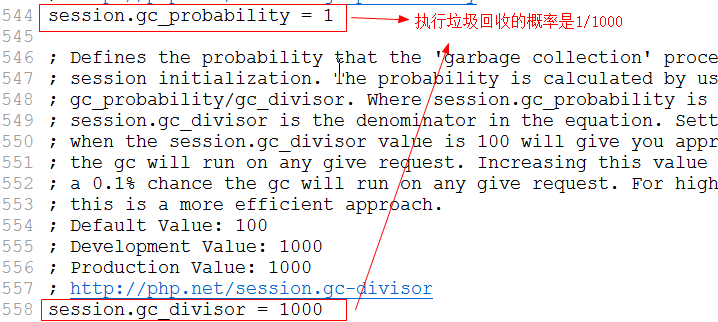 544 session.gc_probability = 1
执行垃圾回收的概率是1/1000
545
546 ; Defines the probability that the 'garbage collection' proce
547 ; session initialization. The probability is calculated by us
548 ; gc_probability/gc_divisor. Where session.gc_probability is
549 ; session.gc_divisor is the denominator in the equation. Sett
550 ; when the session.gc_divisor value is 100 will give you appr
551 ; the gc will run on any give request. Increasing this value
552 ; a 0.1% chance the gc will run on any give request. For high
553 ; this is a more efficient approach.
554 ; Default Value: 100
555 ; Development Value: 1000
556 ; Production Value: 1000
557 ; http://php.net/session.gc-divisor
558 session.gc_divisor = 1000